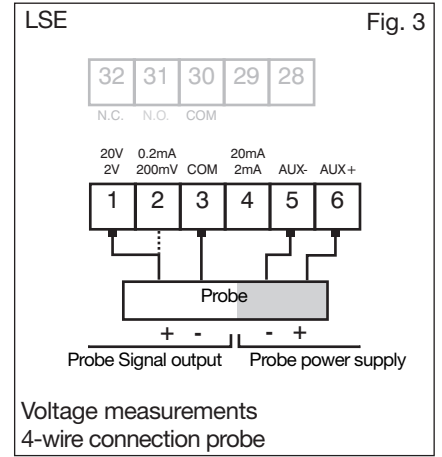 LSE Fig. 3
32 31 30 29 28
N.C. N.O. COM
20V 0.2mA 20mA
2V 200mV COM 2mA AUX- AUX+
1 2 3 4 5 6
Probe
+ - - +
Probe Signal output Probe power supply
Voltage measurements
4-wire connection probe